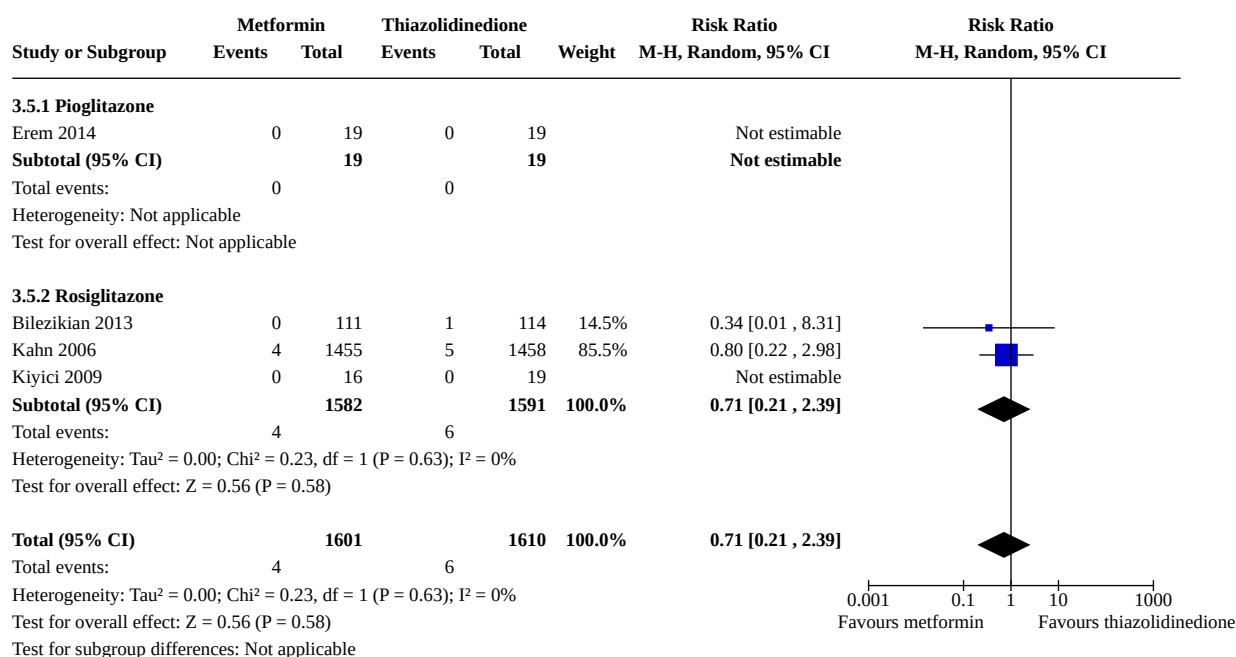 Metformin Thiazolidinedione Risk Ratio Risk Ratio
Study or Subgroup Events Total Events Total Weight M-H, Random, 95% CI M-H, Random, 95% CI
3.5.1 Pioglitazone
Erem 2014 0 19 0 19 Not estimable
Subtotal (95% CI) 19 19 Not estimable
Total events: 0 0
Heterogeneity: Not applicable
Test for overall effect: Not applicable
3.5.2 Rosiglitazone
Bilezikian 2013 0 111 1 114 14.5% 0.34 [0.01 , 8.31]
Kahn 2006 4 1455 5 1458 85.5% 0.80 [0.22 , 2.98]
Kiyici 2009 0 16 0 19 Not estimable
Subtotal (95% CI) 1582 1591 100.0% 0.71 [0.21 , 2.39]
Total events: 4 6
Heterogeneity: Tau² = 0.00; Chi² = 0.23, df = 1 (P = 0.63); I² = 0%
Test for overall effect: Z = 0.56 (P = 0.58)
Total (95% CI) 1601 1610 100.0% 0.71 [0.21 , 2.39]
Total events: 4 6
Heterogeneity: Tau² = 0.00; Chi² = 0.23, df = 1 (P = 0.63); I² = 0%
0.001 0.1 1 10 1000
Test for overall effect: Z = 0.56 (P = 0.58)
Favours metformin Favours thiazolidinedione
Test for subgroup differences: Not applicable